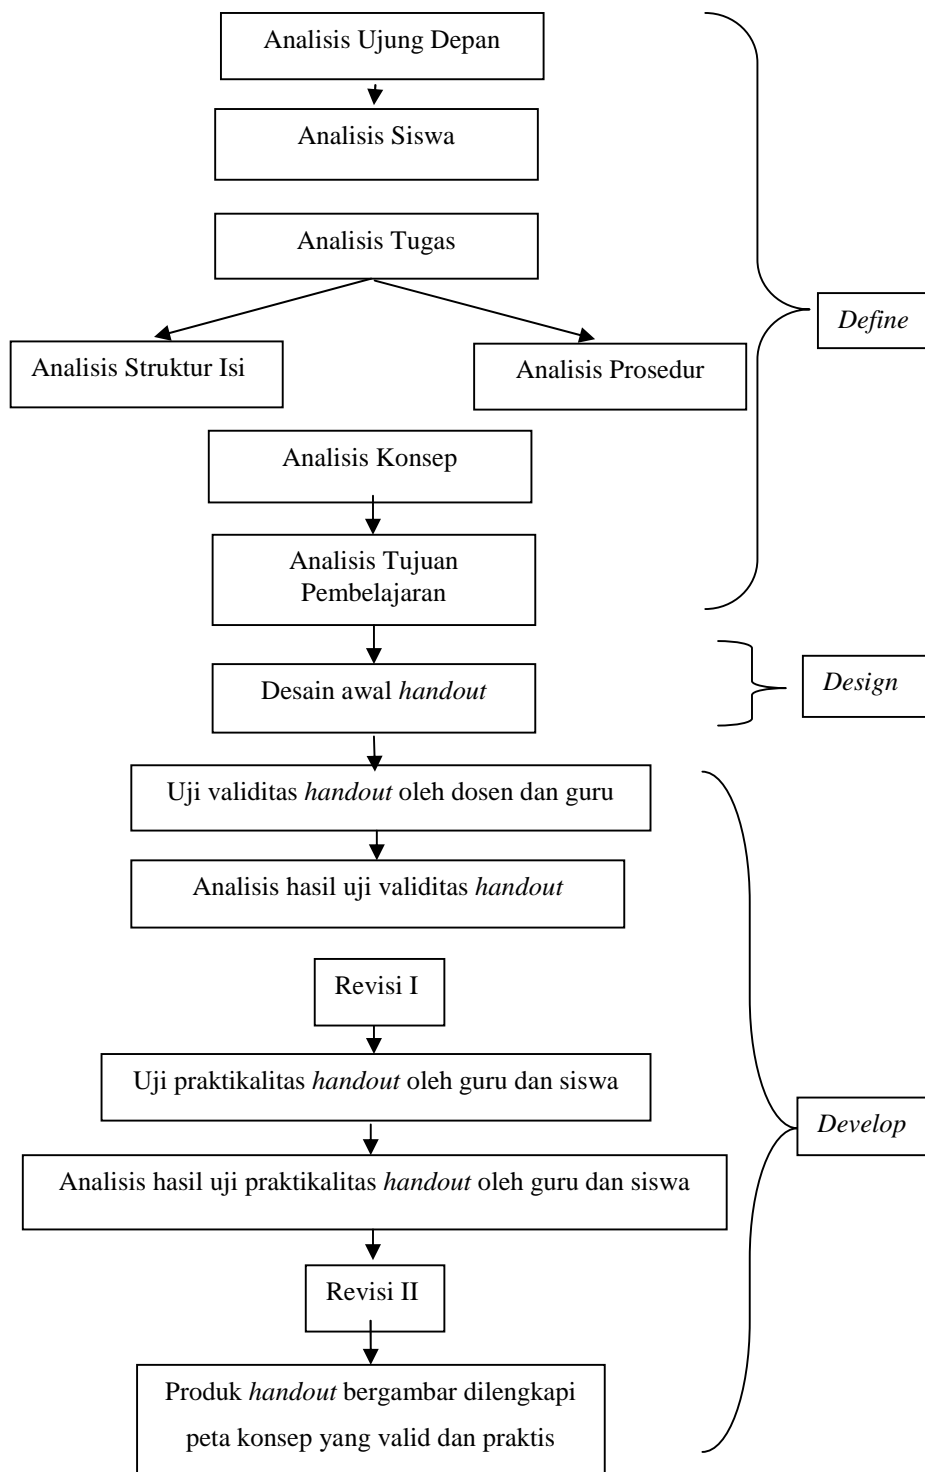 Analisis Ujung Depan
Analisis Siswa
Analisis Tugas
Define
Analisis Struktur Isi
Analisis Prosedur
Analisis Konsep
Analisis Tujuan
Pembelajaran
Desain awal handout
Design
Uji validitas handout oleh dosen dan guru
Analisis hasil uji validitas handout
Revisi I
Uji praktikalitas handout oleh guru dan siswa
Develop
Analisis hasil uji praktikalitas handout oleh guru dan siswa
Revisi II
Produk handout bergambar dilengkapi
peta konsep yang valid dan praktis